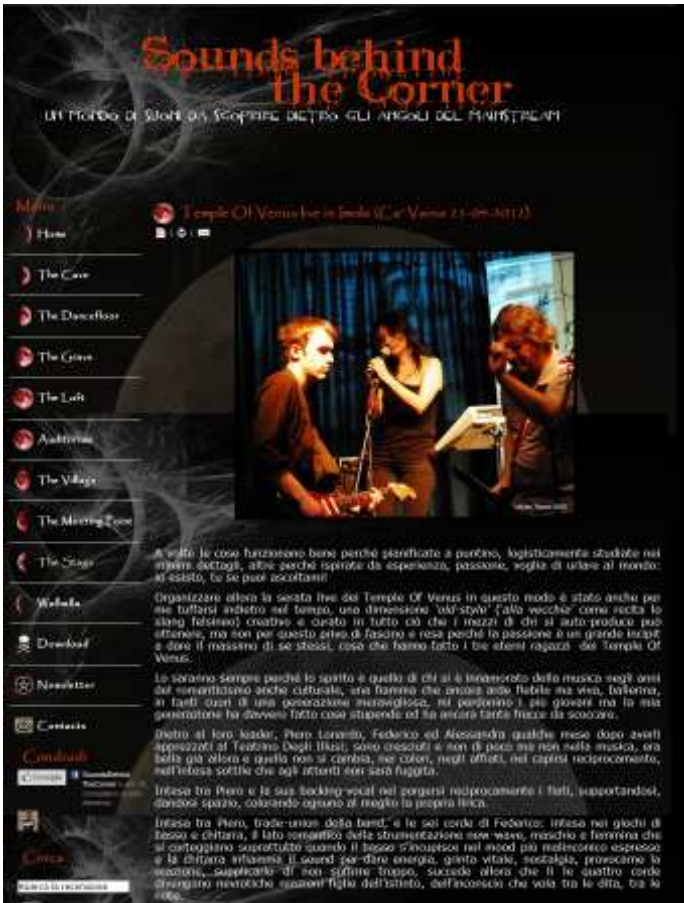 Sounds behind
the Corner
UN MONDO DI SUONI DA SCOPRIRE DIETRO GLI ANGOLI DEL MAINSTREAM
Menu
Home
The Cave
The Dancefloor
The Grave
The Loft
Auditorium
The Village
The Meeting Point
The Stage
Walhalla
Download
Newsletter
Contacts
Condividi
Cerca
Temple Of Venus live in Imola (Ca' Vaina 21-09-2012)
A volte le cose funzionano bene perché pianificate a puntino, logisticamente studiate nei
minimi dettagli, altre perché ispirate da esperienza, passione, voglia di urlare al mondo:
io esisto, te se puoi ascoltami!
Organizzare allora la serata live dei Temple Of Venus in questo modo è stato anche per
me tuffarsi indietro nel tempo, una dimensione 'old-style' ('alla vecchia' come recita lo
slang felsineo) creativo e curato in tutto ciò che i mezzi di chi si auto-produce può
ottenere, ma non per questo privo di fascino e resa perché la passione è un grande incipit
a dare il massimo di se stessi, cosa che hanno fatto i tre eterni ragazzi dei Temple Of
Venus.
Lo saranno sempre perché lo spirito è quello di chi si è innamorato della musica negli anni
del romanticismo anche culturale, una fiamma che ancora arde flebile ma viva, ballerina,
in tanti cuori di una generazione meravigliosa, mi perdonino i più giovani ma la mia
generazione ha davvero fatto cose stupende ed ha ancora tante frecce da scoccare.
Dietro al loro leader, Piero Lonardo, Federico ed Alessandra qualche mese dopo averli
apprezzati al Teatrino Degli Illusi, sono cresciuti e non di poco ma non nella musica, era
bella già allora e quella non si cambia, nei colori, negli affiati, nel capirsi reciprocamente,
nell'intesa sottile che agli attenti non sarà fuggita.
Intesa tra Piero e la sua backing-vocal nel porgersi reciprocamente i fiati, supportandosi,
dandosi spazio, colorando ognuno al meglio la propria lirica.
Intesa tra Piero, trade-union della band, e le sei corde di Federico: intesa nei giochi di
basso e chitarra, il lato romantico della strumentazione new-wave, maschio e femmina che
si corteggiano soprattutto quando il basso s'incupisce nel mood più malinconico espresso
e la chitarra infiamma il sound per dare energia, grinta vitale, nostalgia, provocarne la
reazione, supplicarlo di non soffrire troppo, succede allora che il le quattro corde
divengano nevrotiche reazioni figlie dell'istinto, dell'inconscio che vola tra le dita, tra le